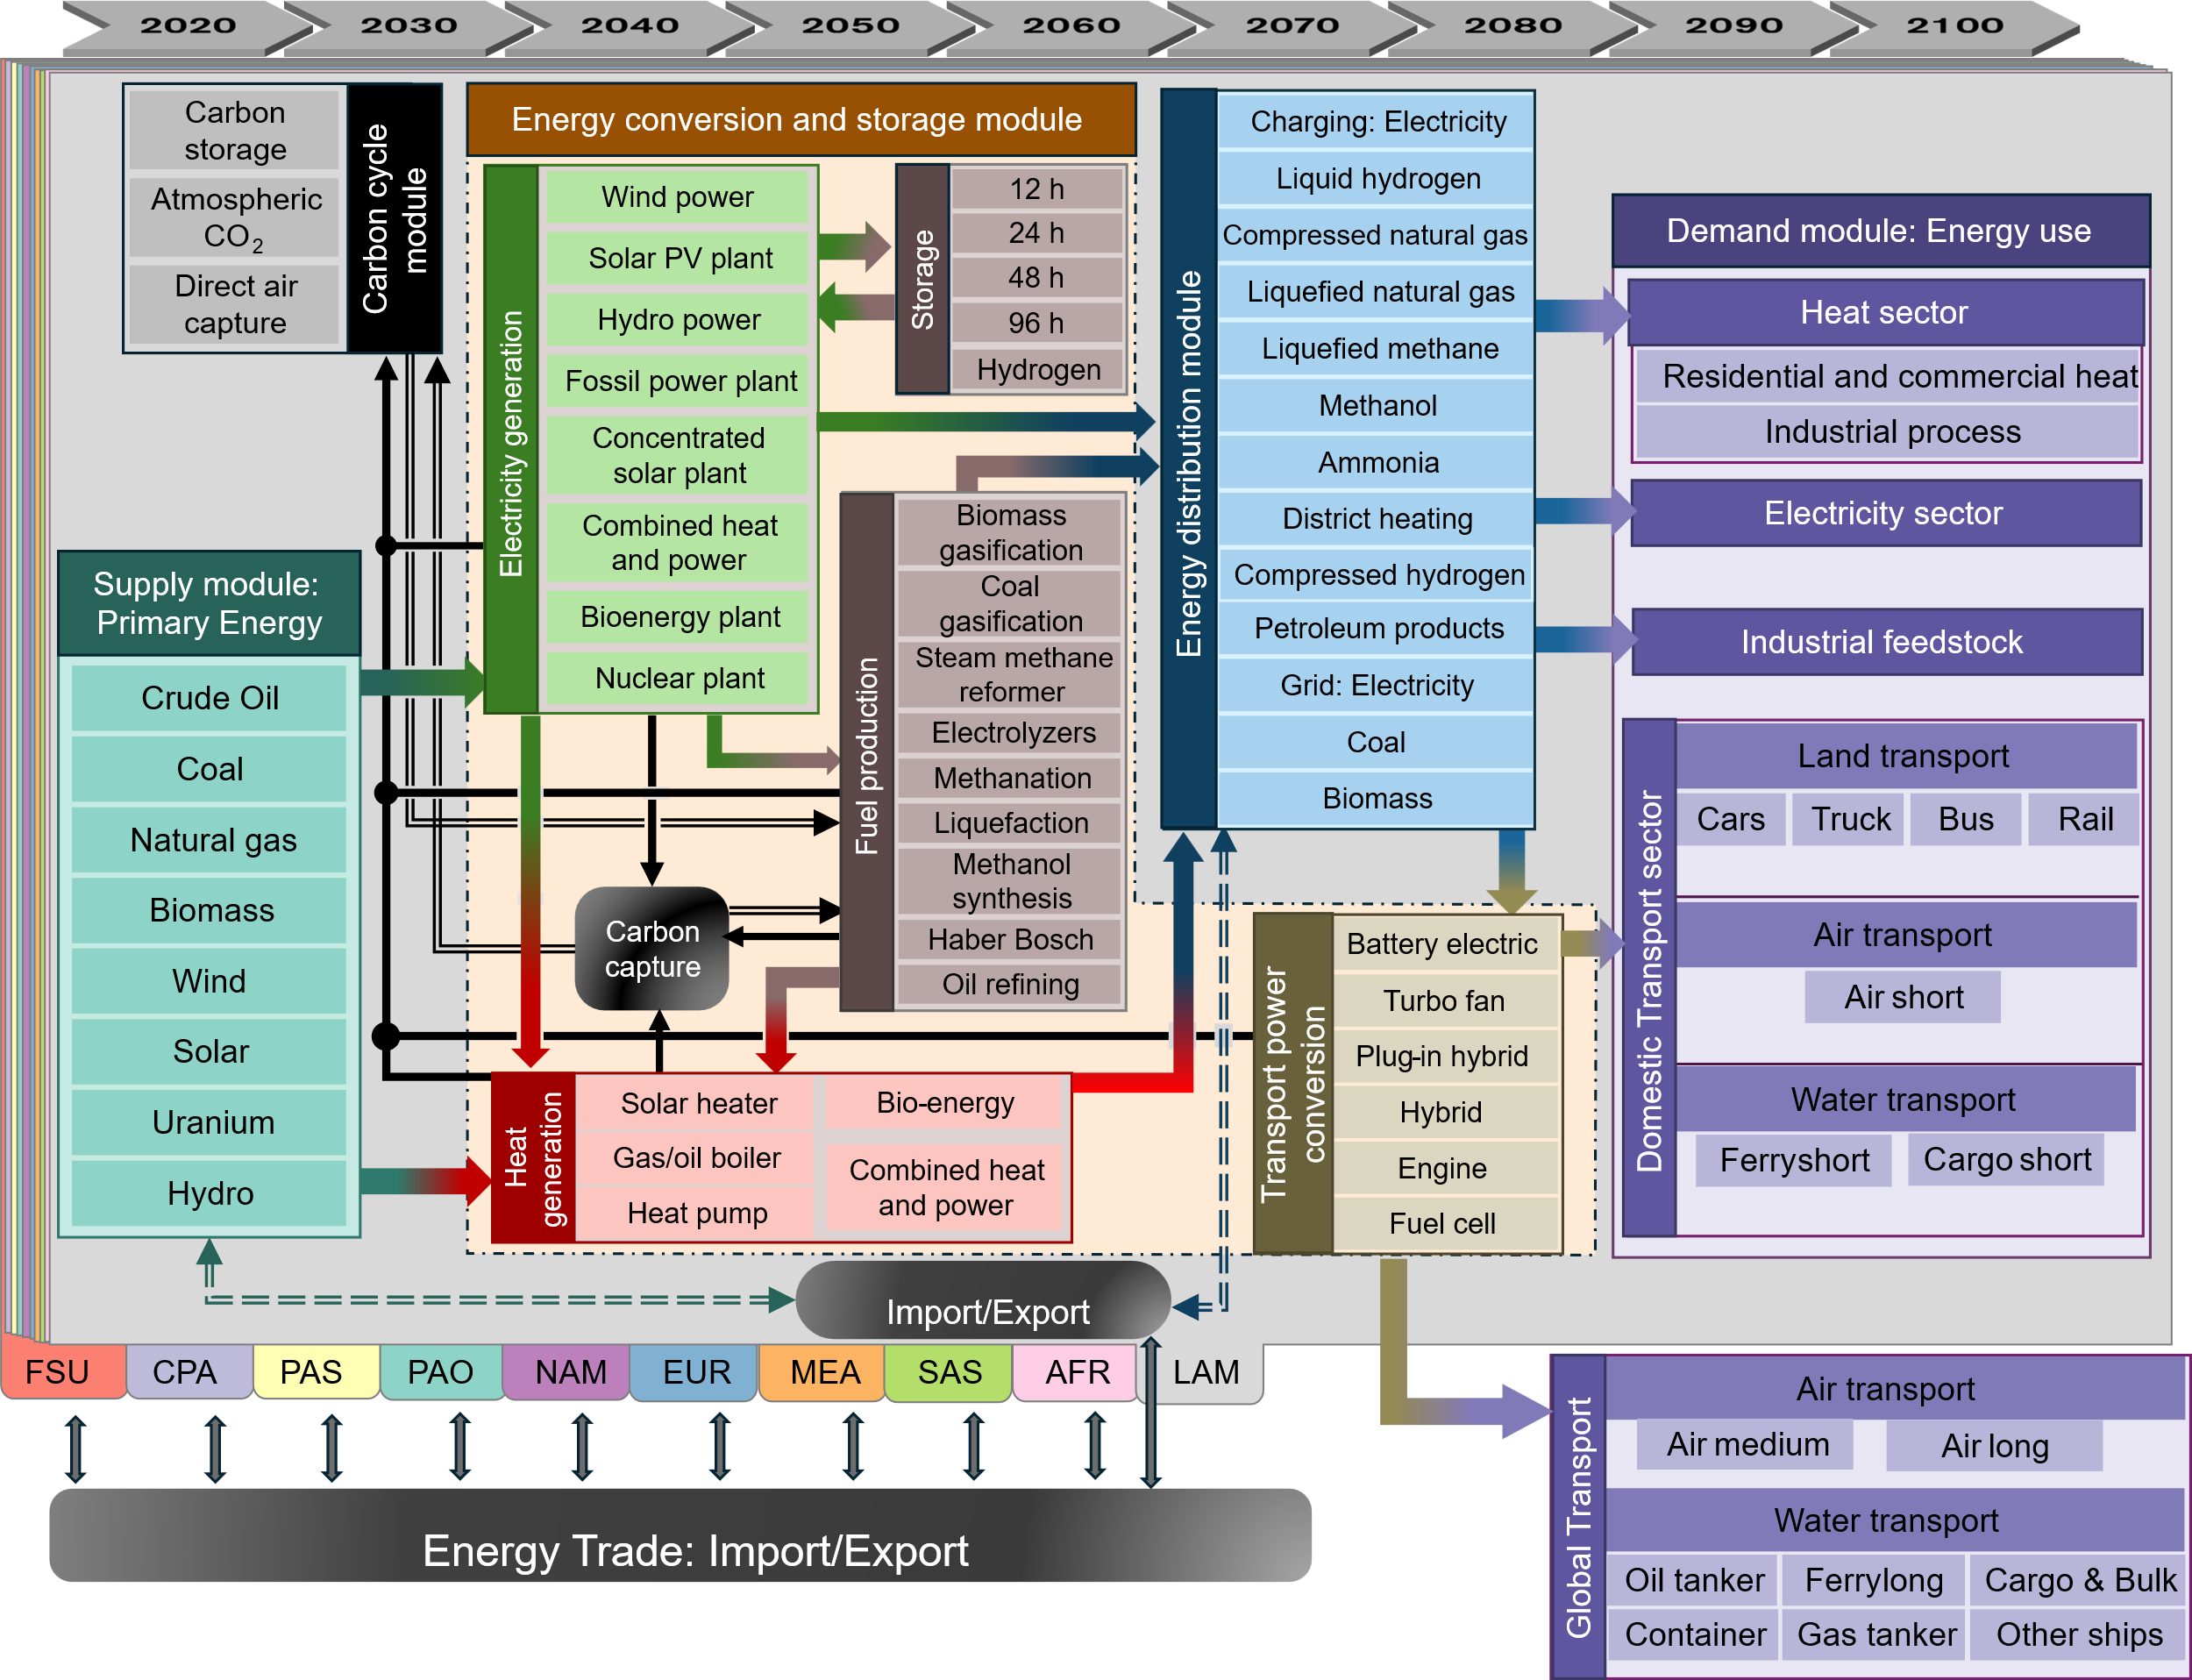 2020
2030
2040
2050
2060
2070
2080
2090
2100
Carbon
storage
Atmospheric
CO2
Direct air
capture
Carbon cycle
module
Supply module:
Primary Energy
Crude Oil
Coal
Natural gas
Biomass
Wind
Solar
Uranium
Hydro
Energy conversion and storage module
Electricity generation
Wind power
Solar PV plant
Hydro power
Fossil power plant
Concentrated
solar plant
Combined heat
and power
Bioenergy plant
Nuclear plant
Storage
12 h
24 h
48 h
96 h
Hydrogen
Fuel production
Biomass
gasification
Coal
gasification
Steam methane
reformer
Electrolyzers
Methanation
Liquefaction
Methanol
synthesis
Haber Bosch
Oil refining
Carbon
capture
Heat
generation
Solar heater
Gas/oil boiler
Heat pump
Bio-energy
Combined heat
and power
Energy distribution module
Charging: Electricity
Liquid hydrogen
Compressed natural gas
Liquefied natural gas
Liquefied methane
Methanol
Ammonia
District heating
Compressed hydrogen
Petroleum products
Grid: Electricity
Coal
Biomass
Transport power
conversion
Battery electric
Turbo fan
Plug-in hybrid
Hybrid
Engine
Fuel cell
Demand module: Energy use
Heat sector
Residential and commercial heat
Industrial process
Electricity sector
Industrial feedstock
Domestic Transport sector
Land transport
Cars
Truck
Bus
Rail
Air transport
Air short
Water transport
Ferry short
Cargo short
Import/Export
FSU
CPA
PAS
PAO
NAM
EUR
MEA
SAS
AFR
LAM
Energy Trade: Import/Export
Global Transport
Air transport
Air medium
Air long
Water transport
Oil tanker
Ferry long
Cargo & Bulk
Container
Gas tanker
Other ships